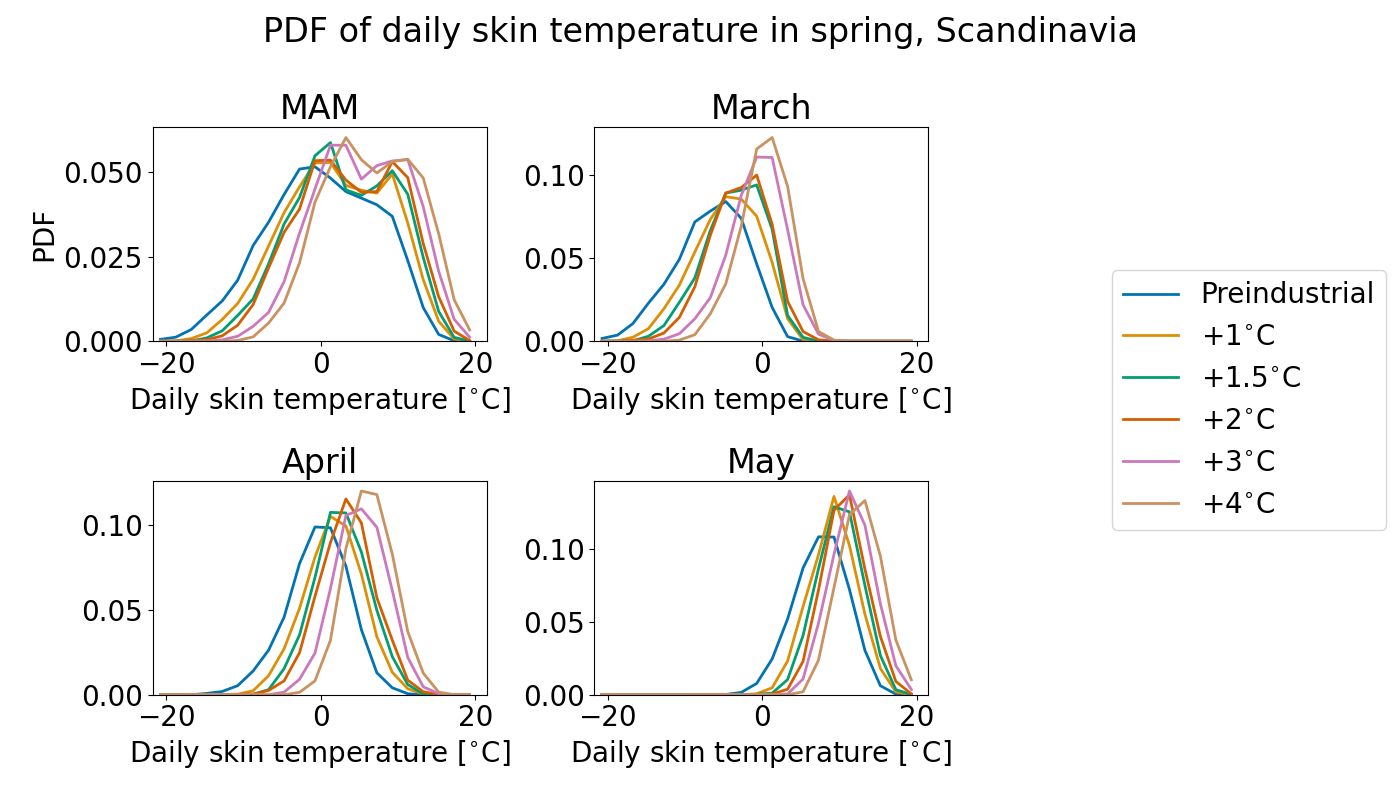 PDF of daily skin temperature in spring, Scandinavia
MAM
PDF
0.050
0.025
0.000
−20 0 20
Daily skin temperature [°C]
March
0.10
0.05
0.00
−20 0 20
Daily skin temperature [°C]
April
0.10
0.05
0.00
−20 0 20
Daily skin temperature [°C]
May
0.10
0.05
0.00
−20 0 20
Daily skin temperature [°C]
Preindustrial
+1°C
+1.5°C
+2°C
+3°C
+4°C